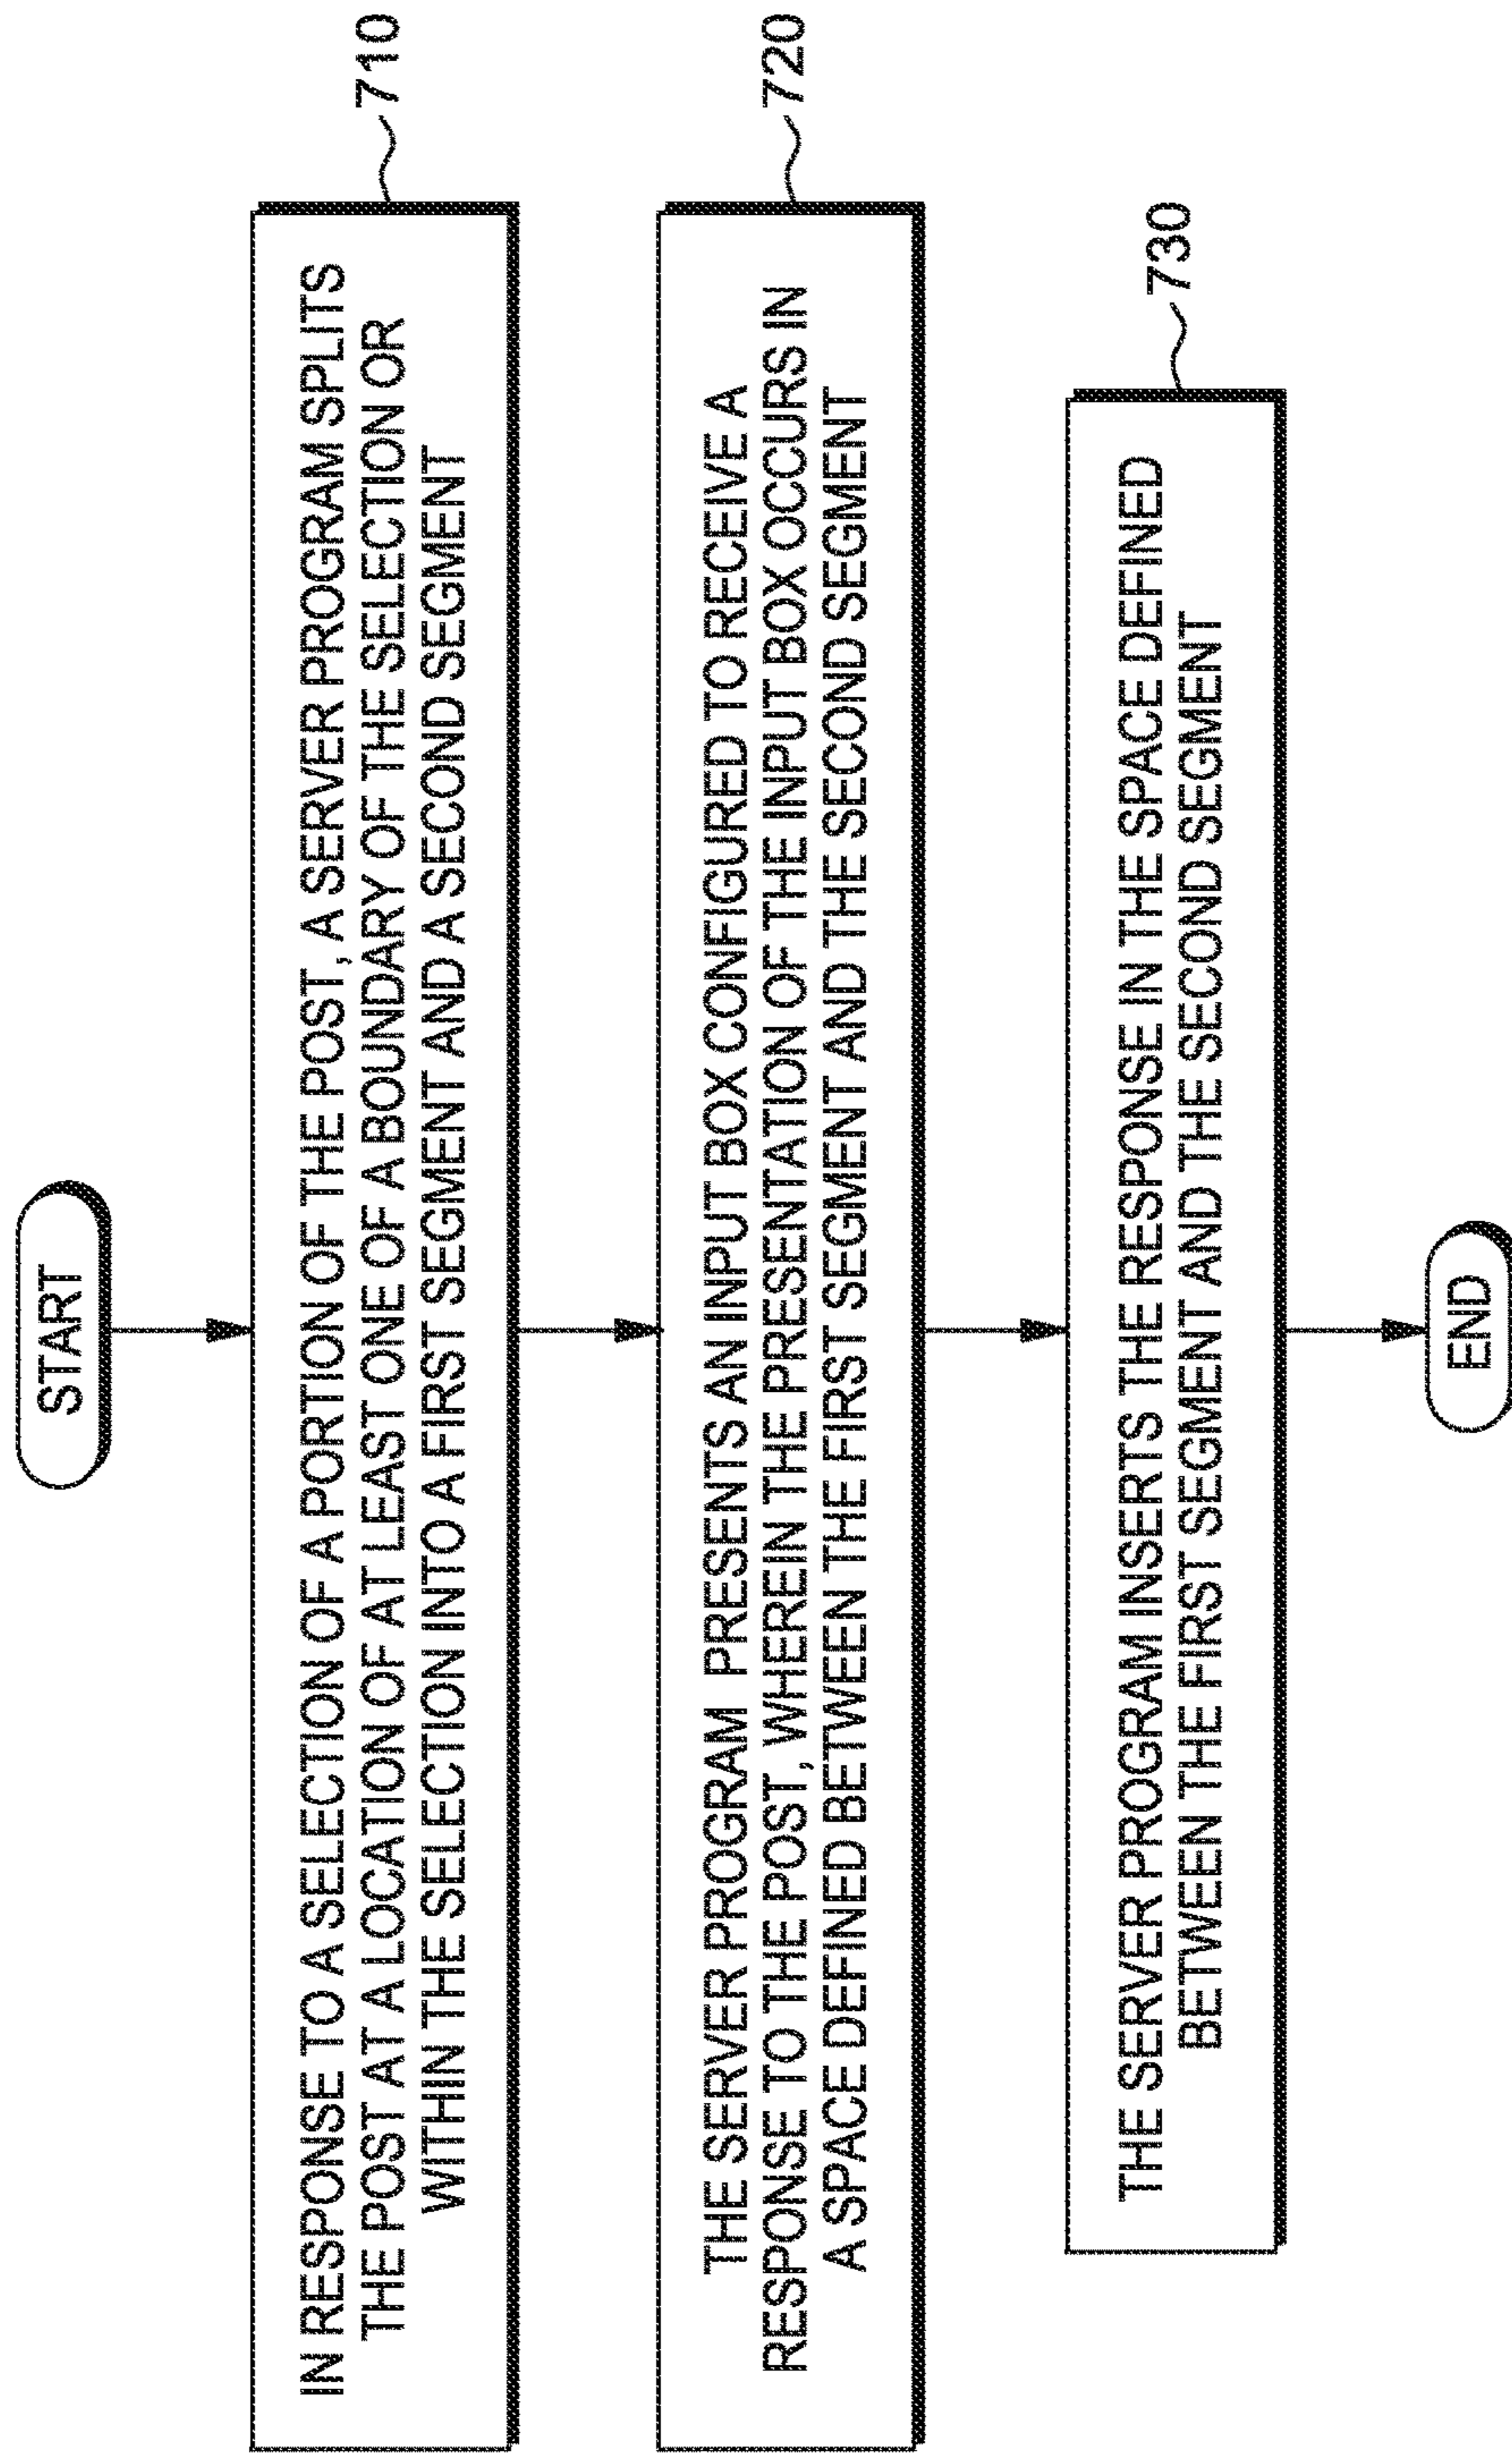 START
IN RESPONSE TO A SELECTION OF A PORTION OF THE POST, A SERVER PROGRAM SPLITS
THE POST AT A LOCATION OF AT LEAST ONE OF A BOUNDARY OF THE SELECTION OR
WITHIN THE SELECTION INTO A FIRST SEGMENT AND A SECOND SEGMENT
710
THE SERVER PROGRAM PRESENTS AN INPUT BOX CONFIGURED TO RECEIVE A
RESPONSE TO THE POST, WHEREIN THE PRESENTATION OF THE INPUT BOX OCCURS IN
A SPACE DEFINED BETWEEN THE FIRST SEGMENT AND THE SECOND SEGMENT
720
THE SERVER PROGRAM INSERTS THE RESPONSE IN THE SPACE DEFINED
BETWEEN THE FIRST SEGMENT AND THE SECOND SEGMENT
730
END